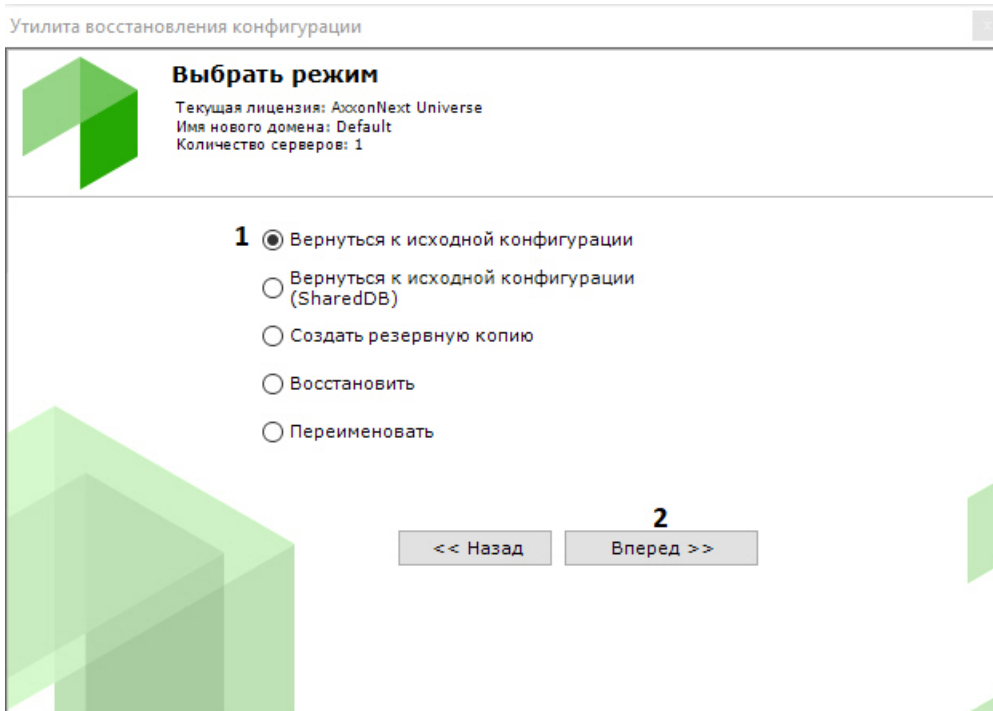 Утилита восстановления конфигурации
Выбрать режим
Текущая лицензия: AxxonNext Universe
Имя нового домена: Default
Количество серверов: 1
1 Вернуться к исходной конфигурации
Вернуться к исходной конфигурации
(SharedDB)
Создать резервную копию
Восстановить
Переименовать
2
<< Назад
Вперед >>